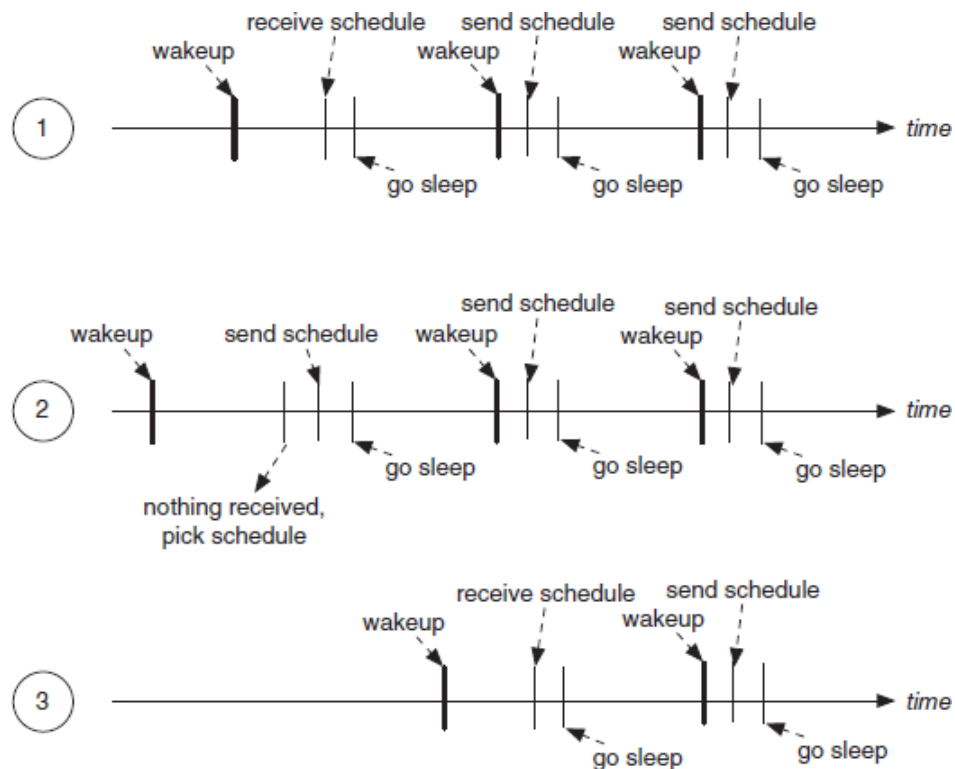 receive schedule
send schedule
send schedule
wakeup
wakeup
wakeup
1
time
go sleep
go sleep
go sleep
send schedule
send schedule
wakeup
send schedule
wakeup
wakeup
2
time
go sleep
go sleep
go sleep
nothing received,
pick schedule
receive schedule
send schedule
wakeup
wakeup
3
time
go sleep
go sleep